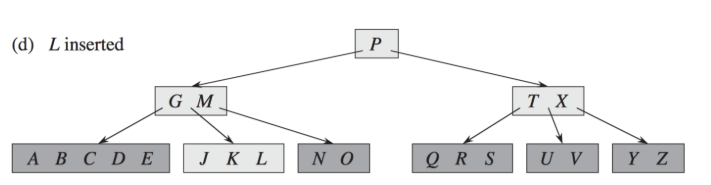 P
(d) L inserted
G M
T X
A B C D E
J K L
N O
Q R S
U V
Y Z